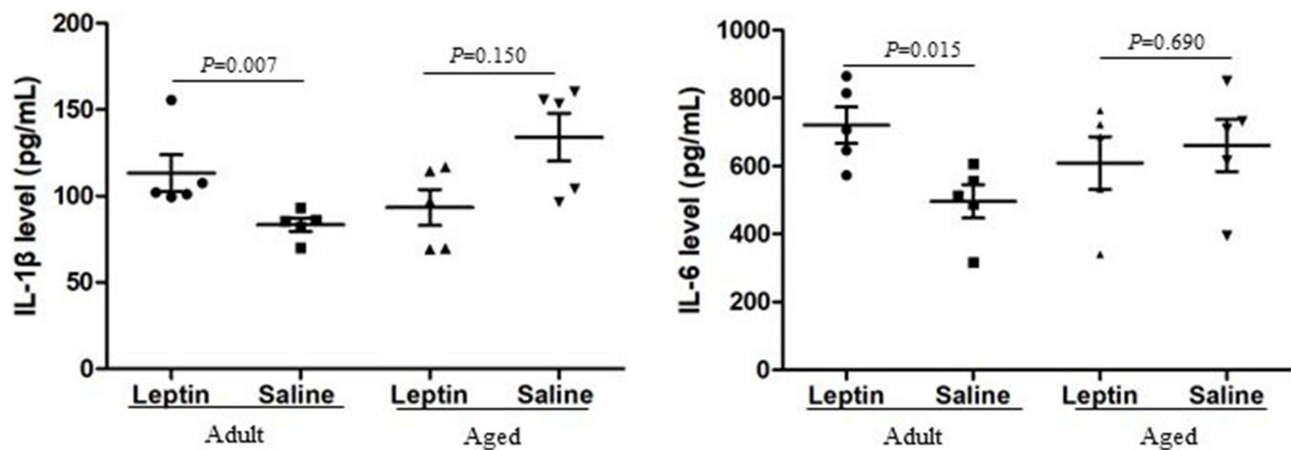 200
150
100
50
0
IL-1β level (pg/mL)
P=0.007
P=0.150
Leptin Saline Leptin Saline
Adult Aged
1000
800
600
400
200
0
IL-6 level (pg/mL)
P=0.015
P=0.690
Leptin Saline Leptin Saline
Adult Aged